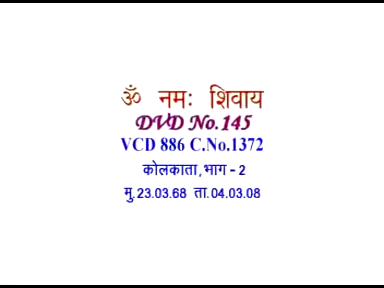 ॐ नमः शिवाय
DVD No.145
VCD 886 C.No.1372
कोलकाता,भाग - 2
मु.23.03.68 ता.04.03.08